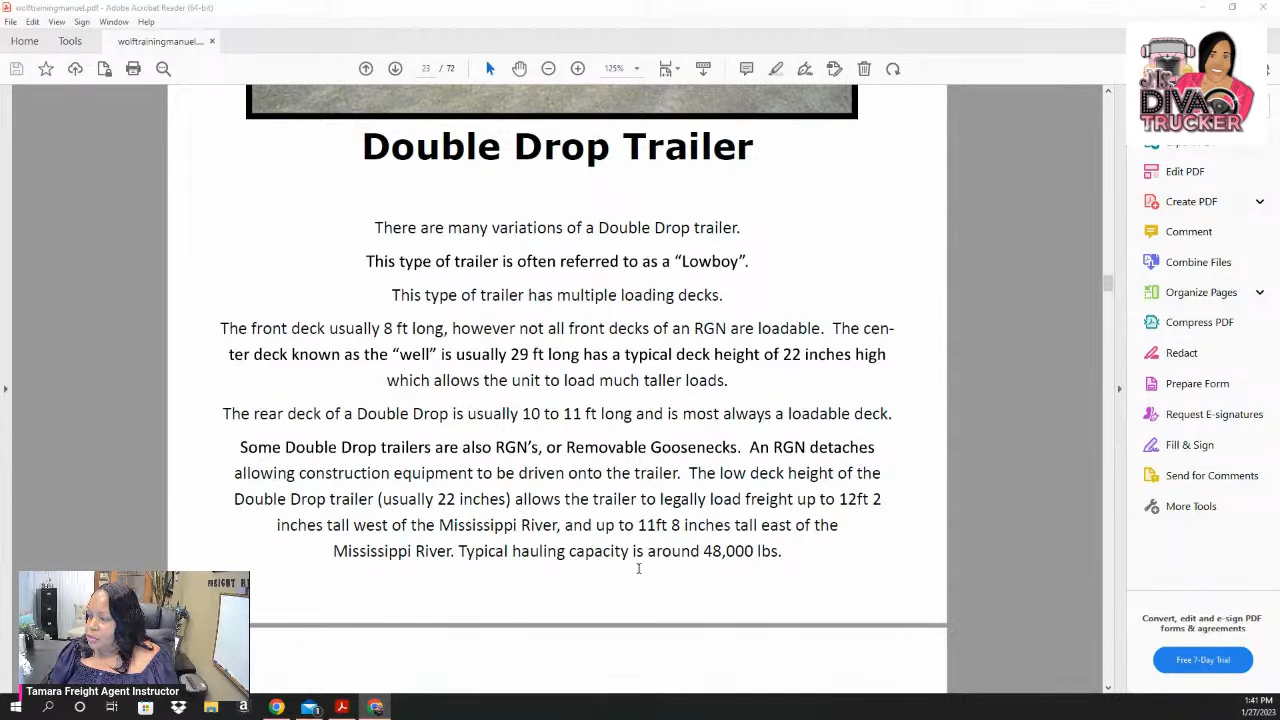 wolftrainingmanuel.pdf - Adobe Acrobat Reader (64-bit)
File Edit View Sign Window Help
Home Tools wolftrainingmanuel.... ×
23 / 72 125%
Double Drop Trailer
There are many variations of a Double Drop trailer.
This type of trailer is often referred to as a “Lowboy”.
This type of trailer has multiple loading decks.
The front deck usually 8 ft long, however not all front decks of an RGN are loadable. The cen-
ter deck known as the “well” is usually 29 ft long has a typical deck height of 22 inches high
which allows the unit to load much taller loads.
The rear deck of a Double Drop is usually 10 to 11 ft long and is most always a loadable deck.
Some Double Drop trailers are also RGN’s, or Removable Goosenecks. An RGN detaches
allowing construction equipment to be driven onto the trailer. The low deck height of the
Double Drop trailer (usually 22 inches) allows the trailer to legally load freight up to 12ft 2
inches tall west of the Mississippi River, and up to 11ft 8 inches tall east of the
Mississippi River. Typical hauling capacity is around 48,000 lbs.
DIVA
TRUCKER
Edit PDF
Create PDF
Comment
Combine Files
Organize Pages
Compress PDF
Redact
Prepare Form
Request E-signatures
Fill & Sign
Send for Comments
More Tools
Convert, edit and e-sign PDF
forms & agreements
Free 7-Day Trial
Tamara Freight Agent Instructor
1:41 PM
1/27/2023